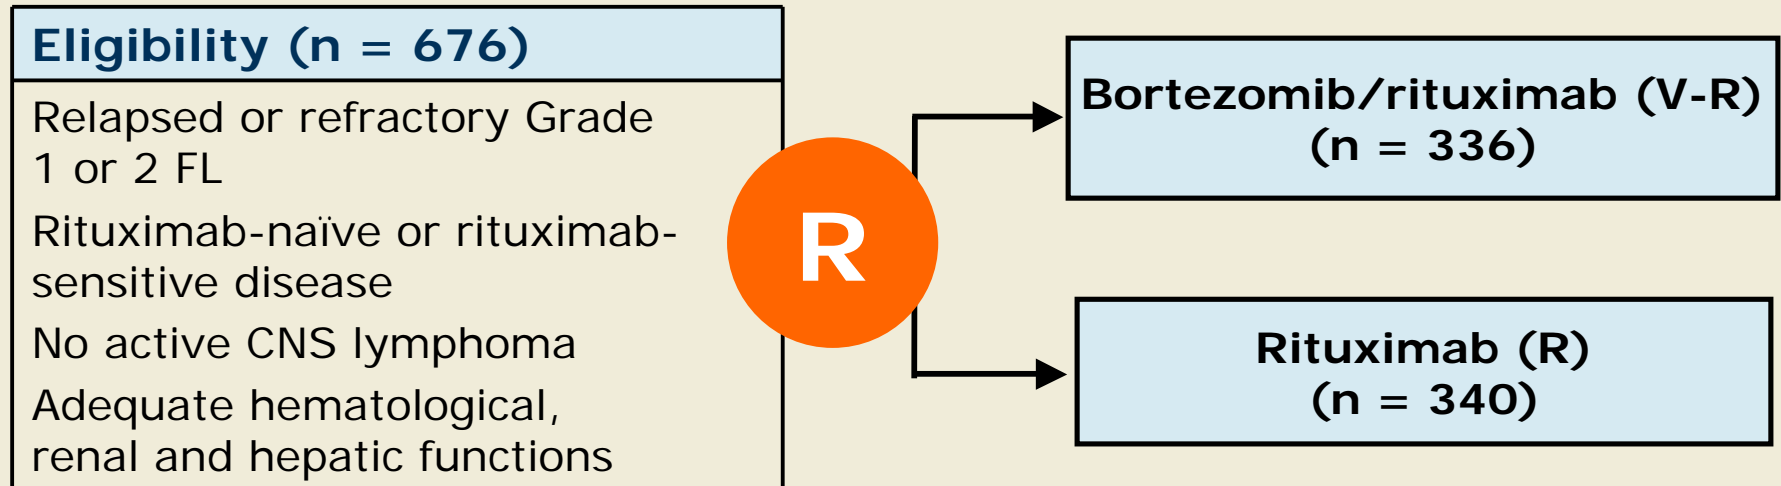 Eligibility (n = 676)
Relapsed or refractory Grade
1 or 2 FL
Rituximab-naïve or rituximab-
sensitive disease
No active CNS lymphoma
Adequate hematological,
renal and hepatic functions
R
Bortezomib/rituximab (V-R)
(n = 336)
Rituximab (R)
(n = 340)